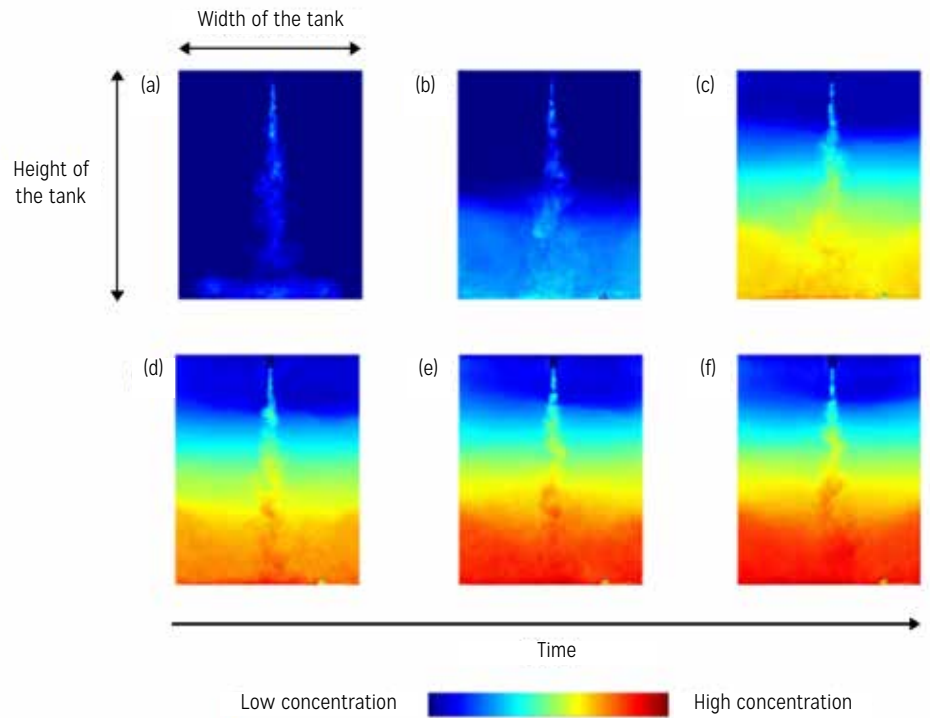 Width of the tank
(a)
(b)
(c)
Height of
the tank
(d)
(e)
(f)
Time
Low concentration
High concentration